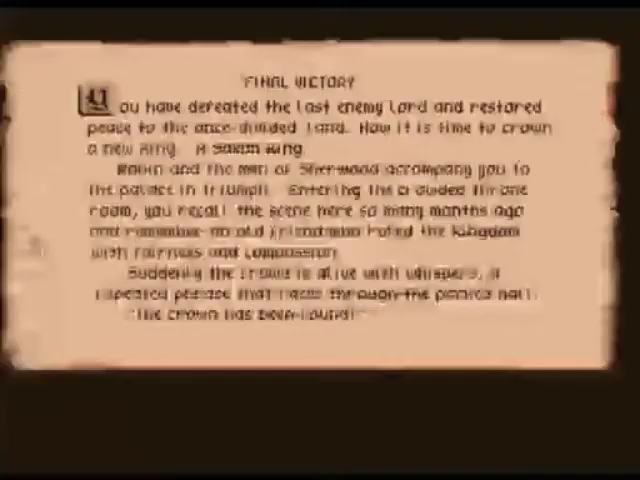 FINAL VICTORY
You have defeated the last enemy lord and restored
peace to the once-divided land. Now it is time to crown
a new king. A Saxon king.
Robin and the men of Sherwood accompany you to
the palace in triumph. Entering the crowded throne
room, you recall the scene here so many months ago
and remember an old friend who ruled the kingdom
with fairness and compassion.
Suddenly the crowd is alive with whispers, a
repeated phrase that races through the packed hall.
"The crown has been found!"